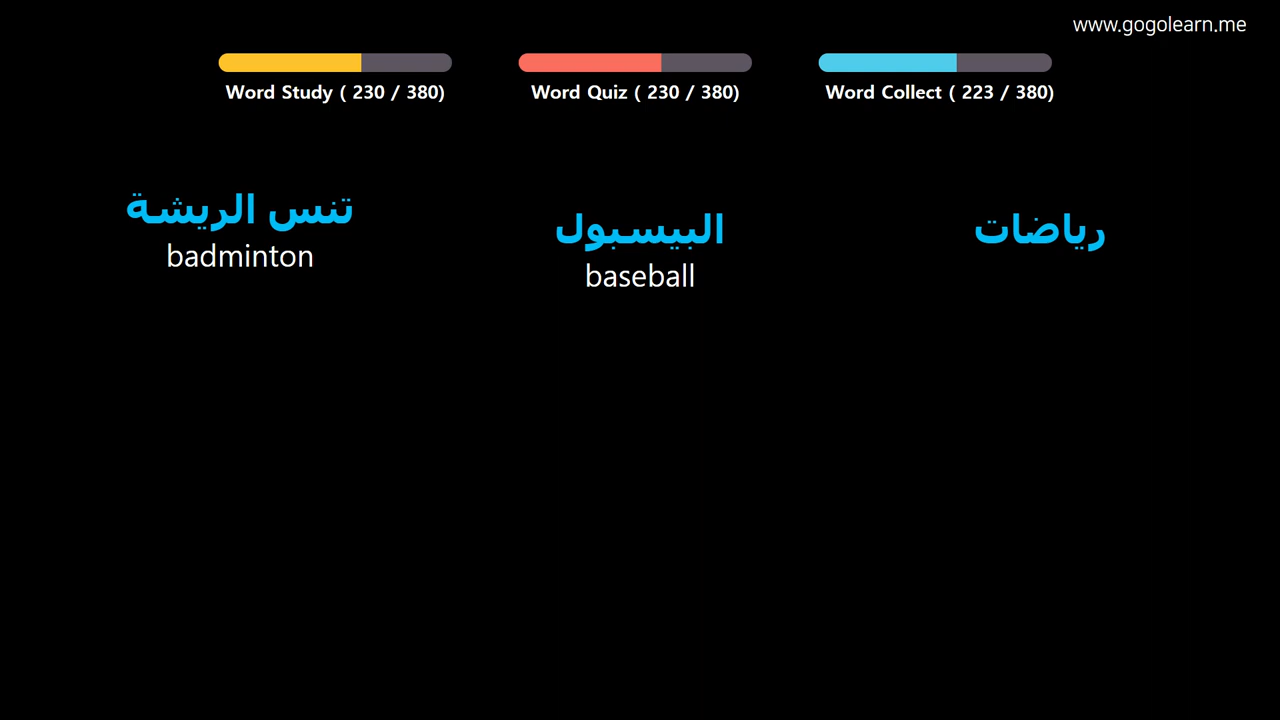 www.gogolearn.me
Word Study ( 230 / 380)
Word Quiz ( 230 / 380)
Word Collect ( 223 / 380)
تنس الريشة
badminton
البيسبول
baseball
رياضات